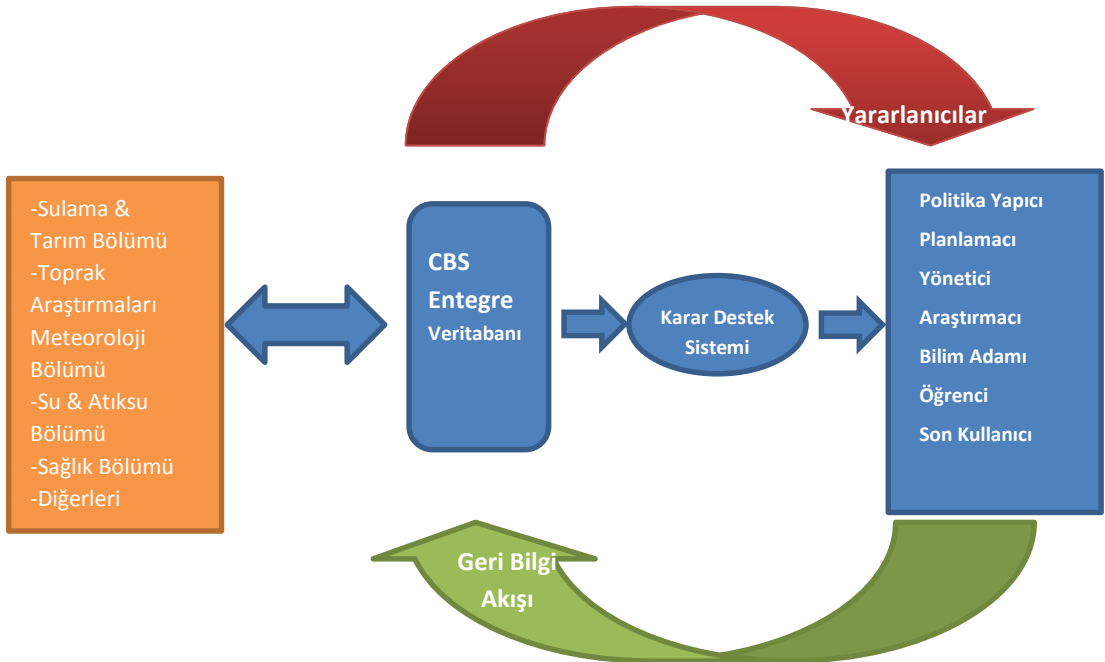 Yararlanıcılar
-Sulama &
Tarım Bölümü
-Toprak
Araştırmaları
Meteoroloji
Bölümü
-Su & Atıksu
Bölümü
-Sağlık Bölümü
-Diğerleri
CBS
Entegre
Veritabanı
Karar Destek
Sistemi
Politika Yapıcı
Planlamacı
Yönetici
Araştırmacı
Bilim Adamı
Öğrenci
Son Kullanıcı
Geri Bilgi
Akışı